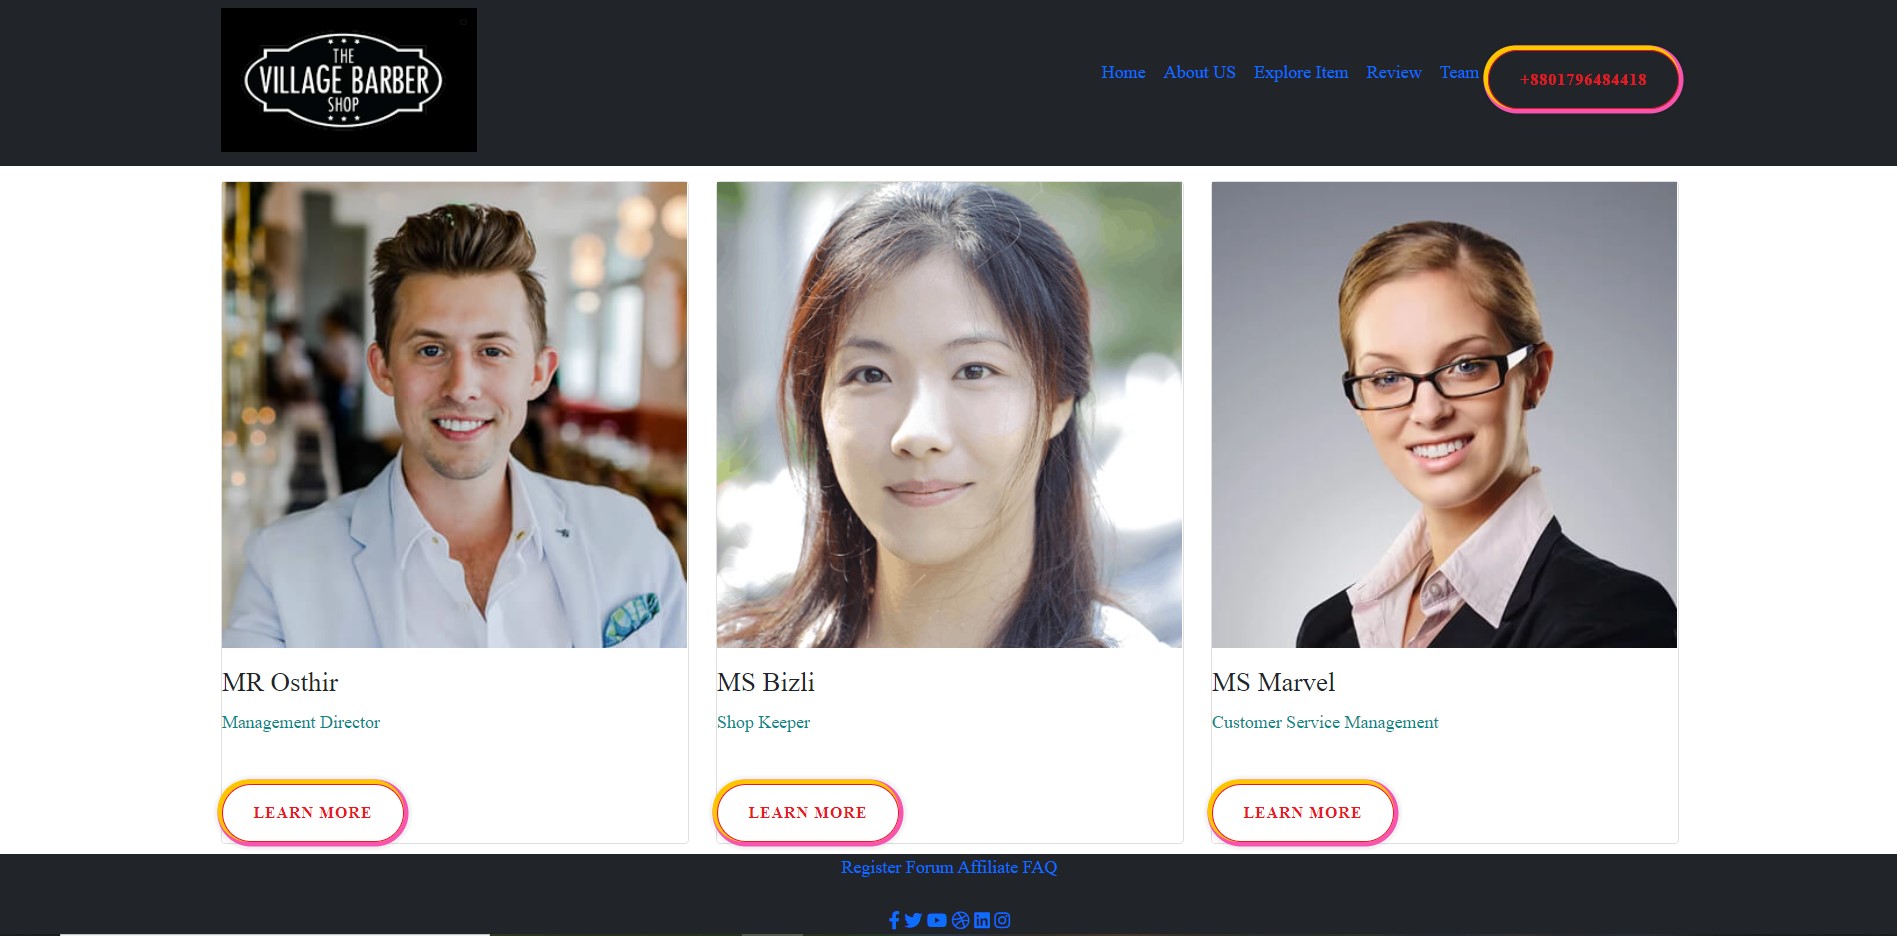 THE
VILLAGE BARBER
SHOP
Home About US Explore Item Review Team +8801796484418
MR Osthir
Management Director
LEARN MORE
MS Bizli
Shop Keeper
LEARN MORE
MS Marvel
Customer Service Management
LEARN MORE
Register Forum Affiliate FAQ